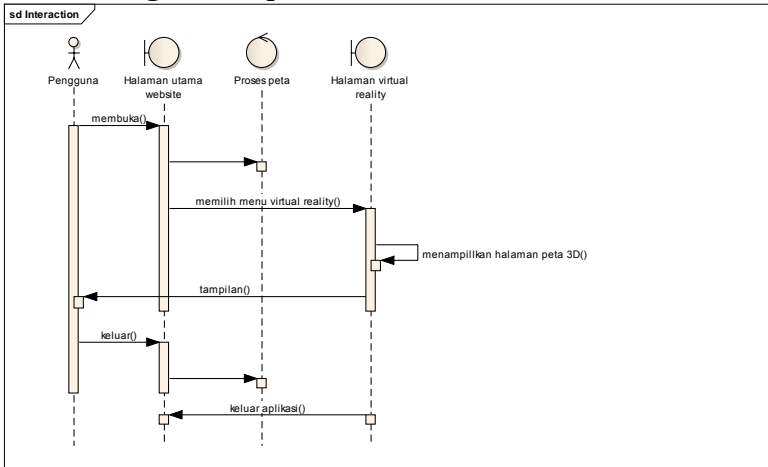 sd Interaction
Pengguna
Halaman utama
website
Proses peta
Halaman virtual
reality
membuka()
memilih menu virtual reality()
menampillkan halaman peta 3D()
tampilan()
keluar()
keluar aplikasi()